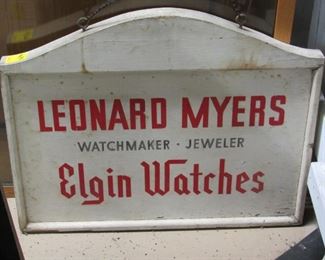 LEONARD MYERS
WATCHMAKER · JEWELER
Elgin Watches